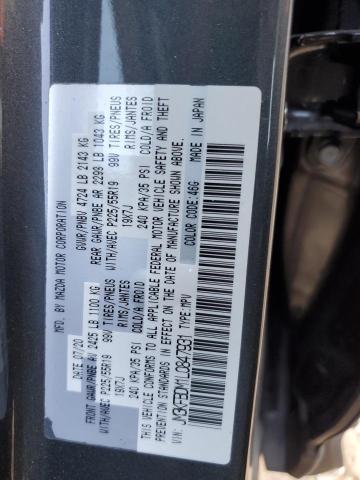 MFD. BY MAZDA MOTOR CORPORATION
DATE 07/20 GVWR/PNBV 4724 LB 2143 KG
FRONT GAWR/PNBE AV 2425 LB 1100 KG REAR GAWR/PNBE AR 2293 LB 1043 KG
WITH/AVEC P225/55R19 99V TIRES/PNEUS WITH/AVEC P225/55R19 99V TIRES/PNEUS
19X7J RIMS/JANTES 19X7J RIMS/JANTES
240 KPA/35 PSI COLD/A FROID 240 KPA/35 PSI COLD/A FROID
THIS VEHICLE CONFORMS TO ALL APPLICABLE FEDERAL MOTOR VEHICLE SAFETY AND THEFT
PREVENTION STANDARDS IN EFFECT ON THE DATE OF MANUFACTURE SHOWN ABOVE.
JM3KFBDM1L0847931 TYPE:MPV COLOR CODE:46G MADE IN JAPAN